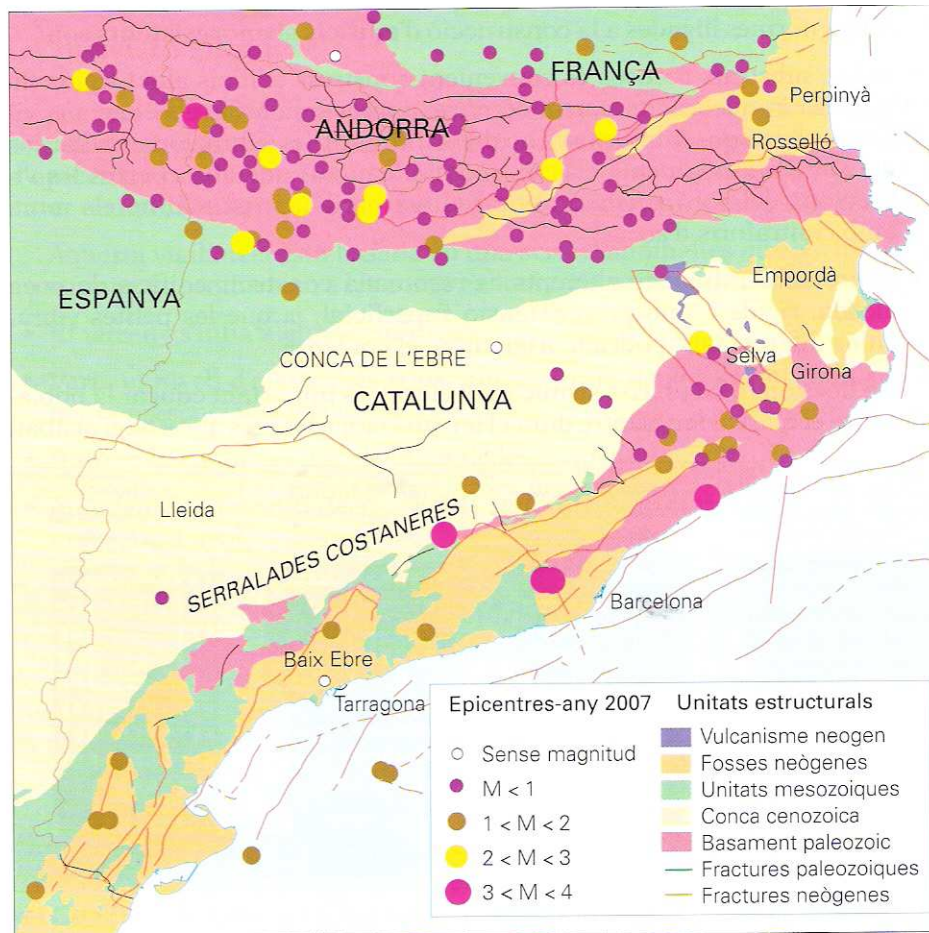 FRANÇA
Perpinyà
ANDORRA
Rosselló
Empordà
ESPANYA
CONCA DE L'EBRE
Selva
Girona
CATALUNYA
Lleida
SERRALADES COSTANERES
Barcelona
Baix Ebre
Tarragona
Epicentres-any 2007
Sense magnitud
M < 1
1 < M < 2
2 < M < 3
3 < M < 4
Unitats estructurals
Vulcanisme neogen
Fosses neògenes
Unitats mesozoiques
Conca cenozoica
Basament paleozoic
Fractures paleozoiques
Fractures neògenes